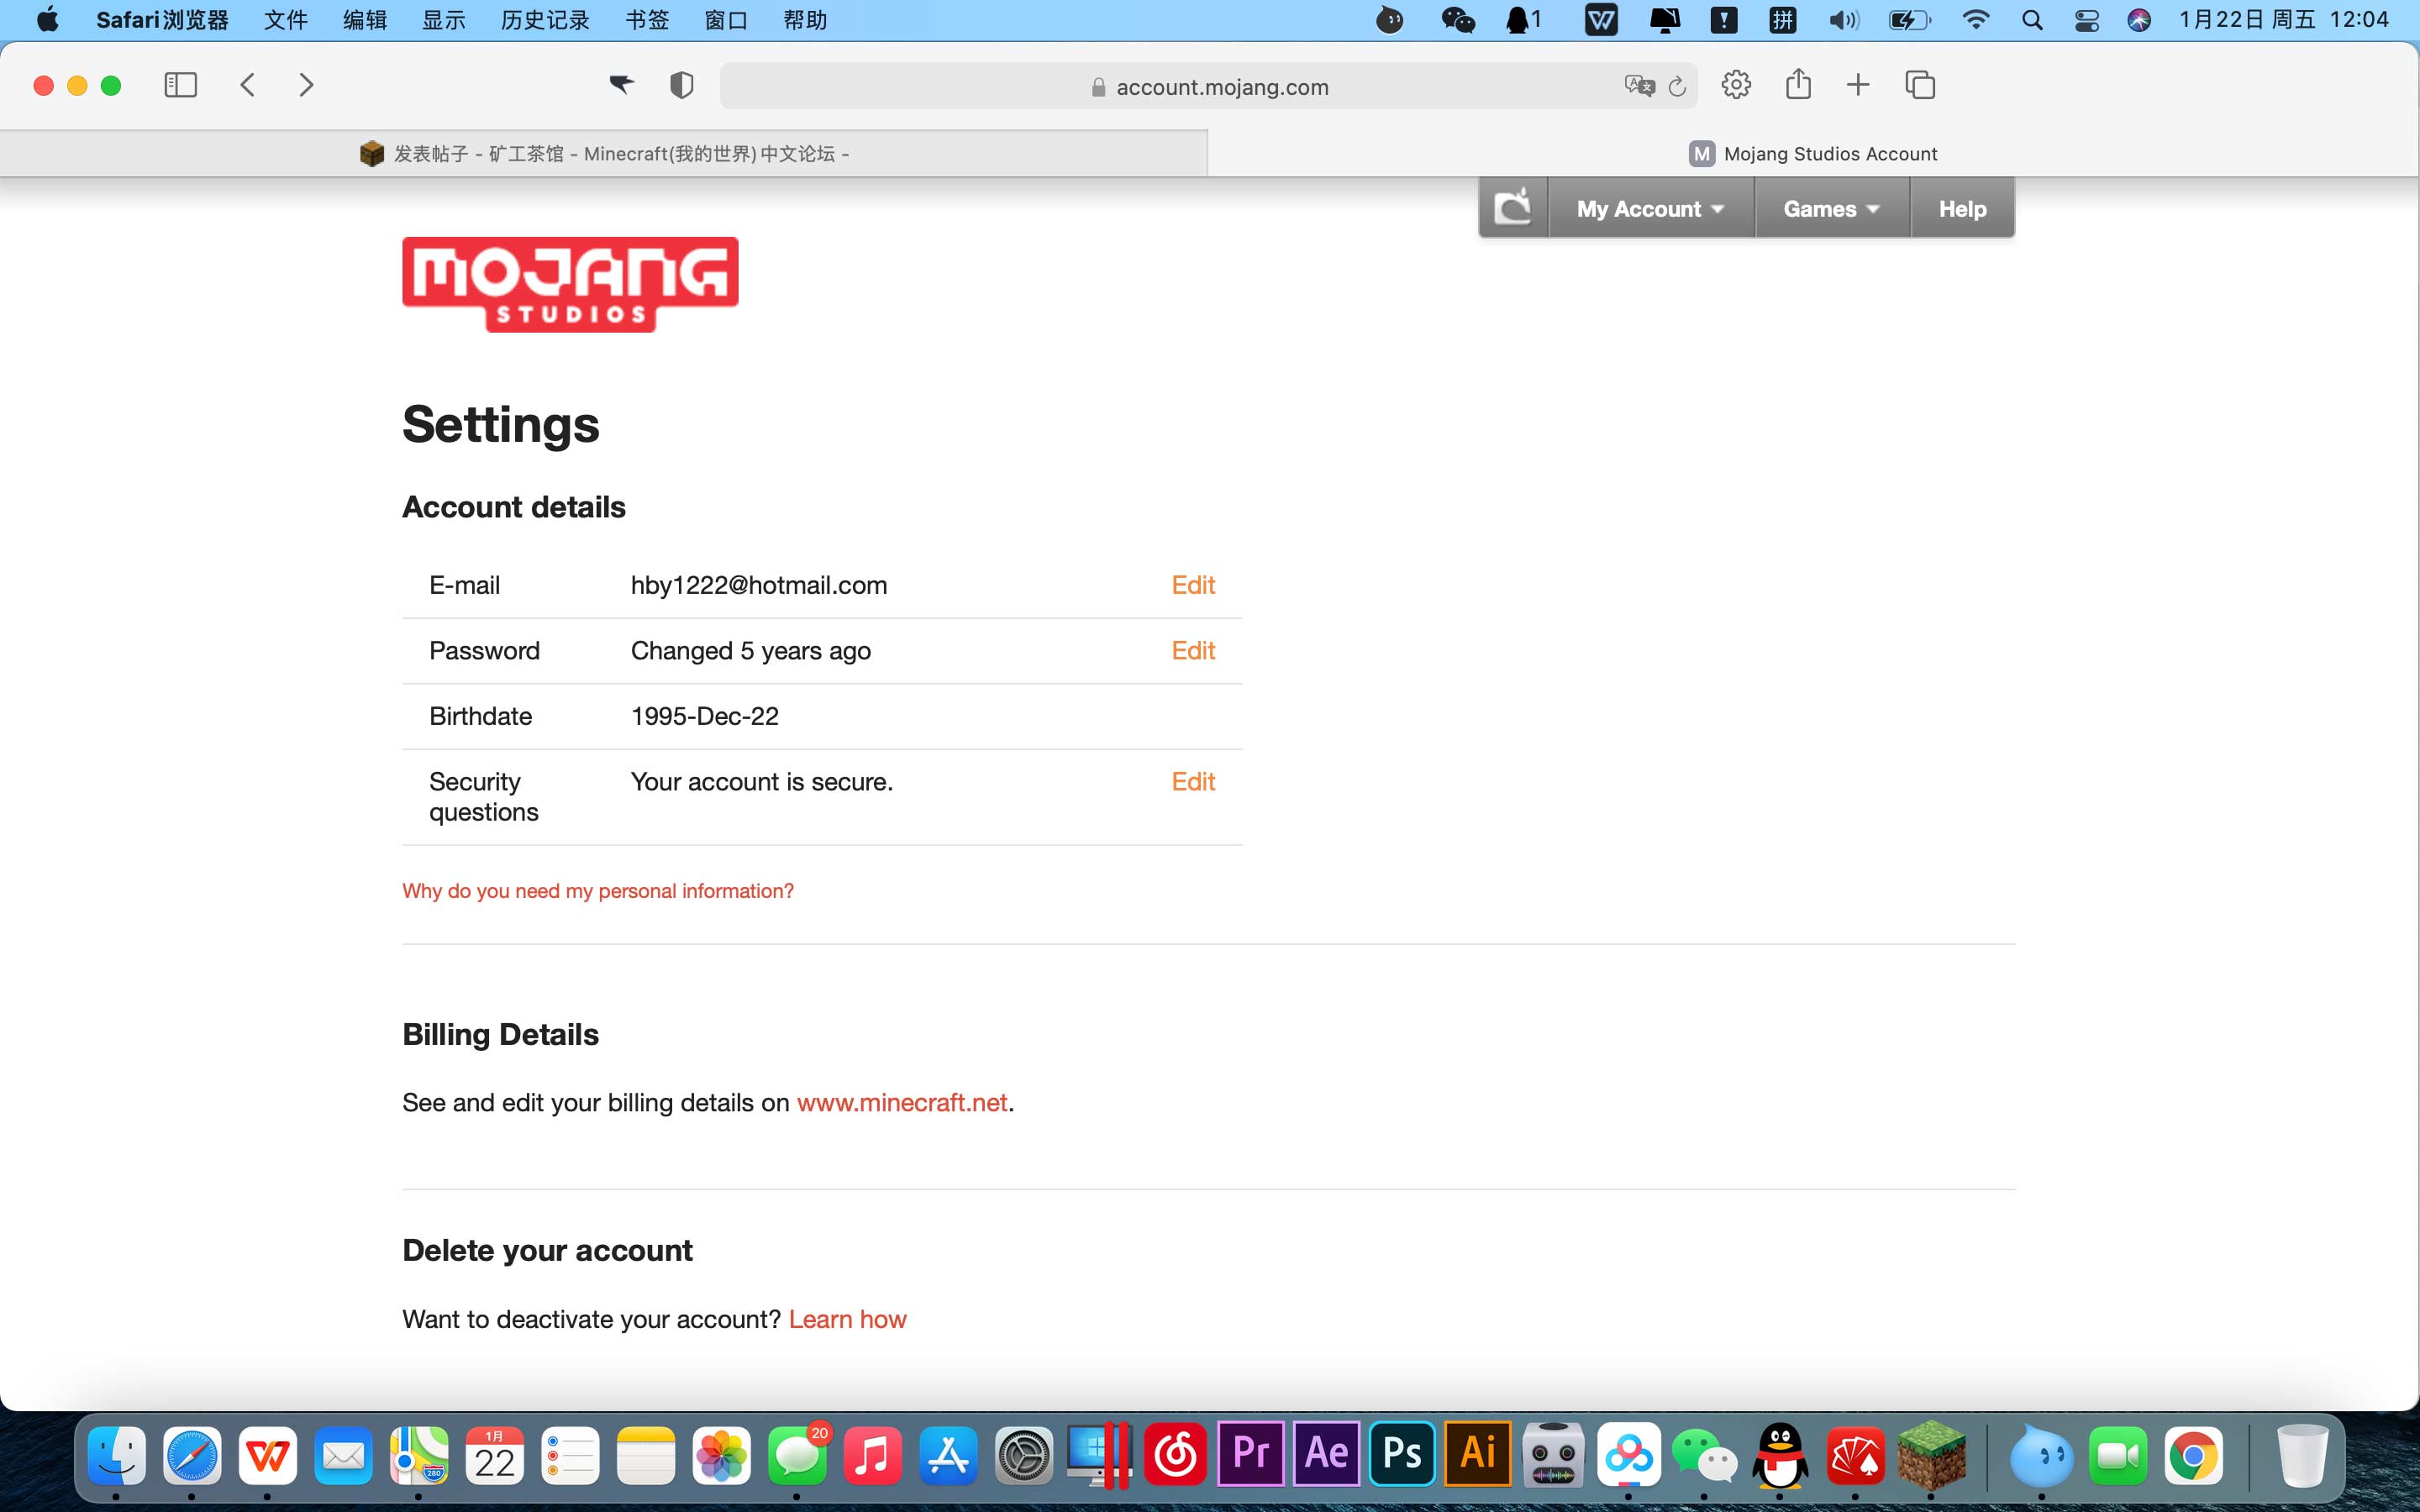 Safari浏览器 文件 编辑 显示 历史记录 书签 窗口 帮助 1 拼 1月22日 周五 12:04
account.mojang.com
发表帖子 - 矿工茶馆 - Minecraft(我的世界)中文论坛 -
M Mojang Studios Account
My Account Games Help
MOJANG
STUDIOS
Settings
Account details
E-mail hby1222@hotmail.com Edit
Password Changed 5 years ago Edit
Birthdate 1995-Dec-22
Security questions Your account is secure. Edit
Why do you need my personal information?
Billing Details
See and edit your billing details on www.minecraft.net.
Delete your account
Want to deactivate your account? Learn how
1月
22
280
20
Pr Ae Ps Ai